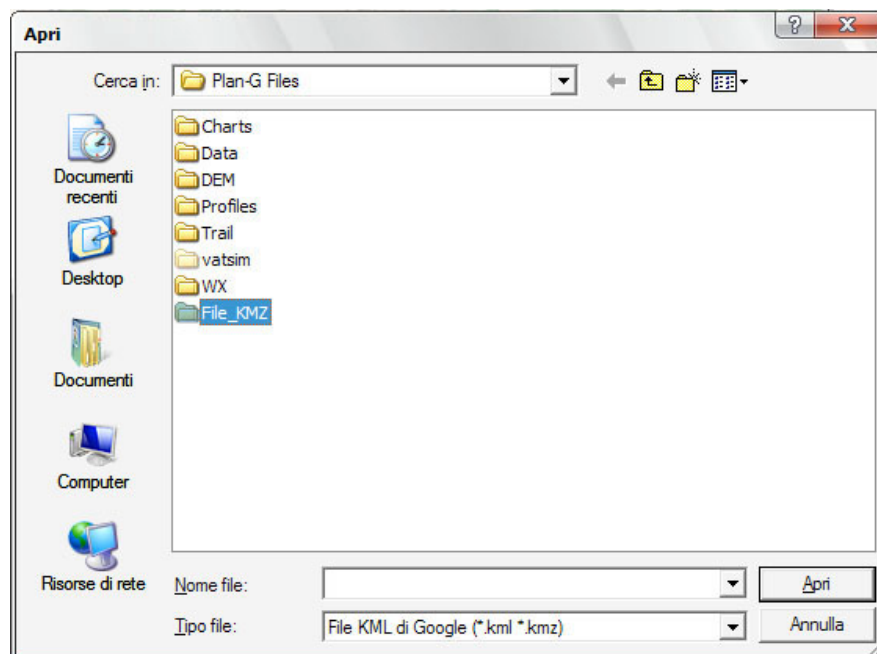 Apri
Cerca in: Plan-G Files
Charts
Data
DEM
Profiles
Trail
vatsim
WX
File_KMZ
Documenti
recenti
Desktop
Documenti
Computer
Risorse di rete
Nome file:
Apri
Tipo file: File KML di Google (*.kml *.kmz)
Annulla